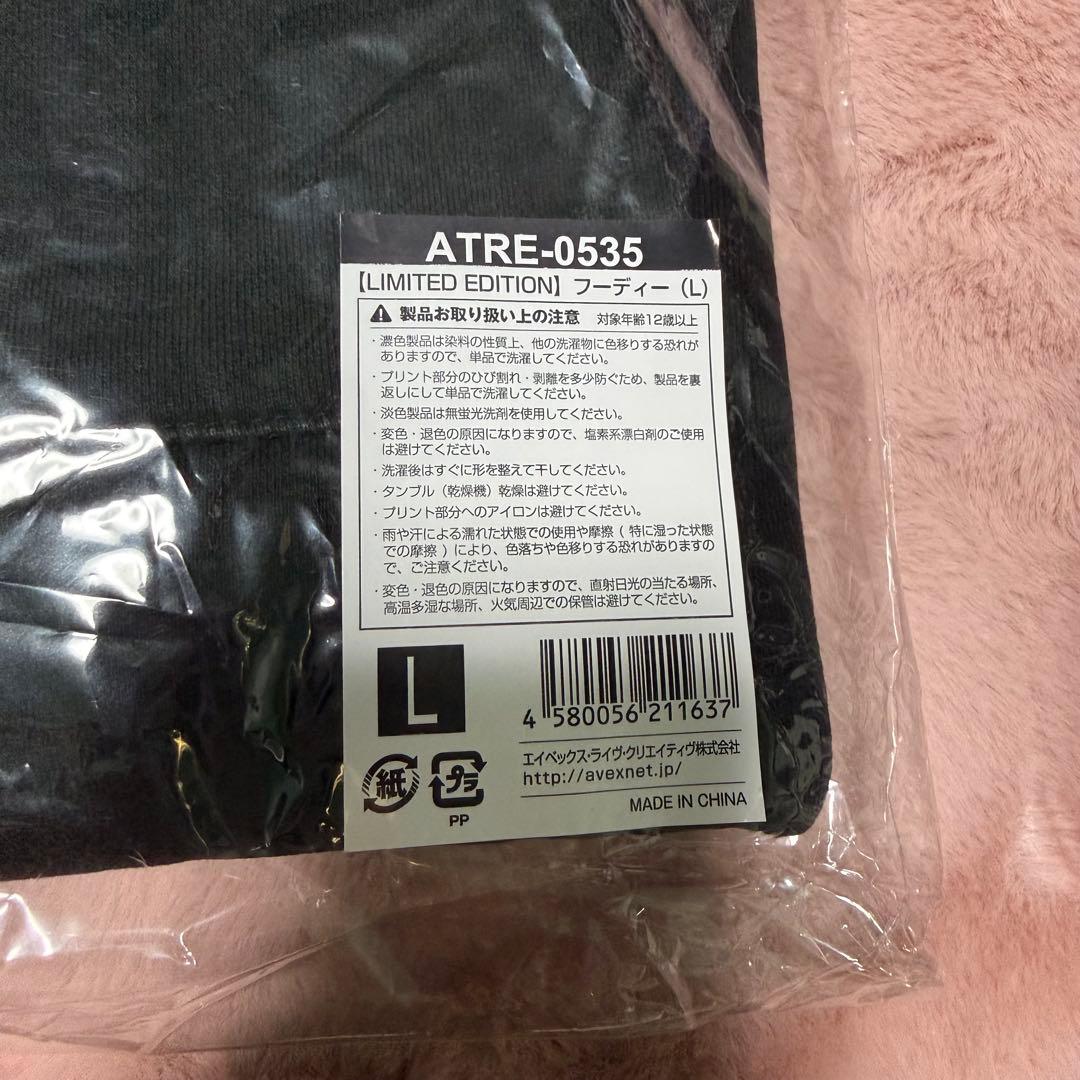 ATRE-0535
【LIMITED EDITION】フーディー（L）
製品お取り扱い上の注意 対象年齢12歳以上
・濃色製品は染料の性質上、他の洗濯物に色移りする恐れが
ありますので、単品で洗濯してください。
・プリント部分のひび割れ・剥離を多少防ぐため、製品を裏
返しにして単品で洗濯してください。
・淡色製品は無蛍光洗剤を使用してください。
・変色・退色の原因になりますので、塩素系漂白剤のご使用
は避けてください。
・洗濯後はすぐに形を整えて干してください。
・タンブル（乾燥機）乾燥は避けてください。
・プリント部分へのアイロンは避けてください。
・雨や汗による濡れた状態での使用や摩擦（特に湿った状態
での摩擦）により、色落ちや色移りする恐れがありますの
で、ご注意ください。
・変色・退色の原因になりますので、直射日光の当たる場所、
高温多湿な場所、火気周辺での保管は避けてください。
L
4 580056 211637
エイベックス・ライヴ・クリエイティヴ株式会社
http://avexnet.jp/
紙 プラ
PP
MADE IN CHINA